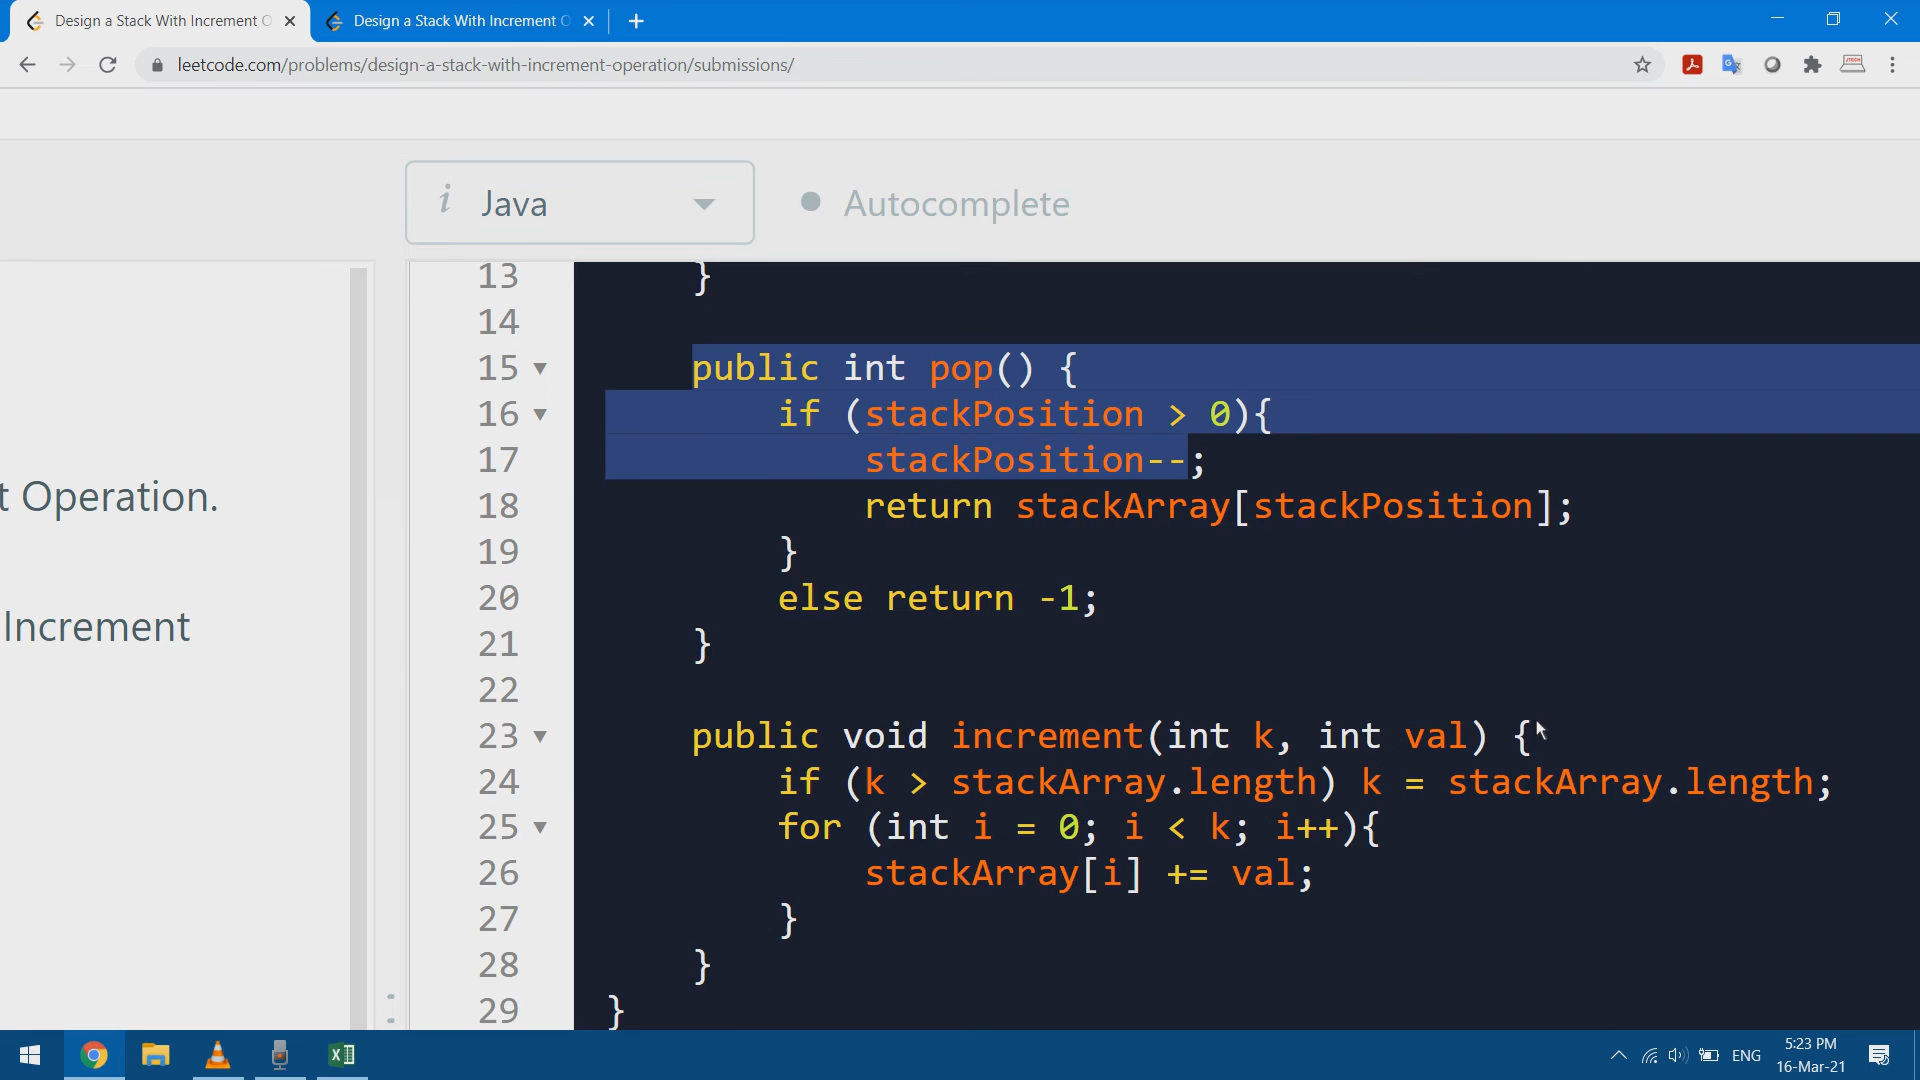 Design a Stack With Increment O
Design a Stack With Increment O
leetcode.com/problems/design-a-stack-with-increment-operation/submissions/
i Java
Autocomplete
t Operation.
Increment
13 }
14
15 public int pop() {
16 if (stackPosition > 0){
17 stackPosition--;
18 return stackArray[stackPosition];
19 }
20 else return -1;
21 }
22
23 public void increment(int k, int val) {
24 if (k > stackArray.length) k = stackArray.length;
25 for (int i = 0; i < k; i++){
26 stackArray[i] += val;
27 }
28 }
29 }
ENG
5:23 PM
16-Mar-21